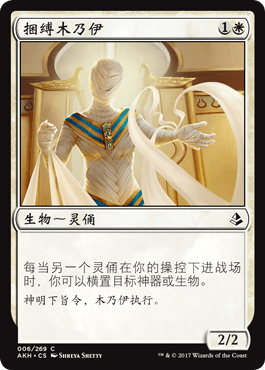 捆缚木乃伊
1
生物～灵俑
每当另一个灵俑在你的操控下进战场
时，你可以横置目标神器或生物。
神明下旨令，木乃伊执行。
2/2
006/269 C
AKH • CS SHREYA SHETTY
™ & © 2017 Wizards of the Coast